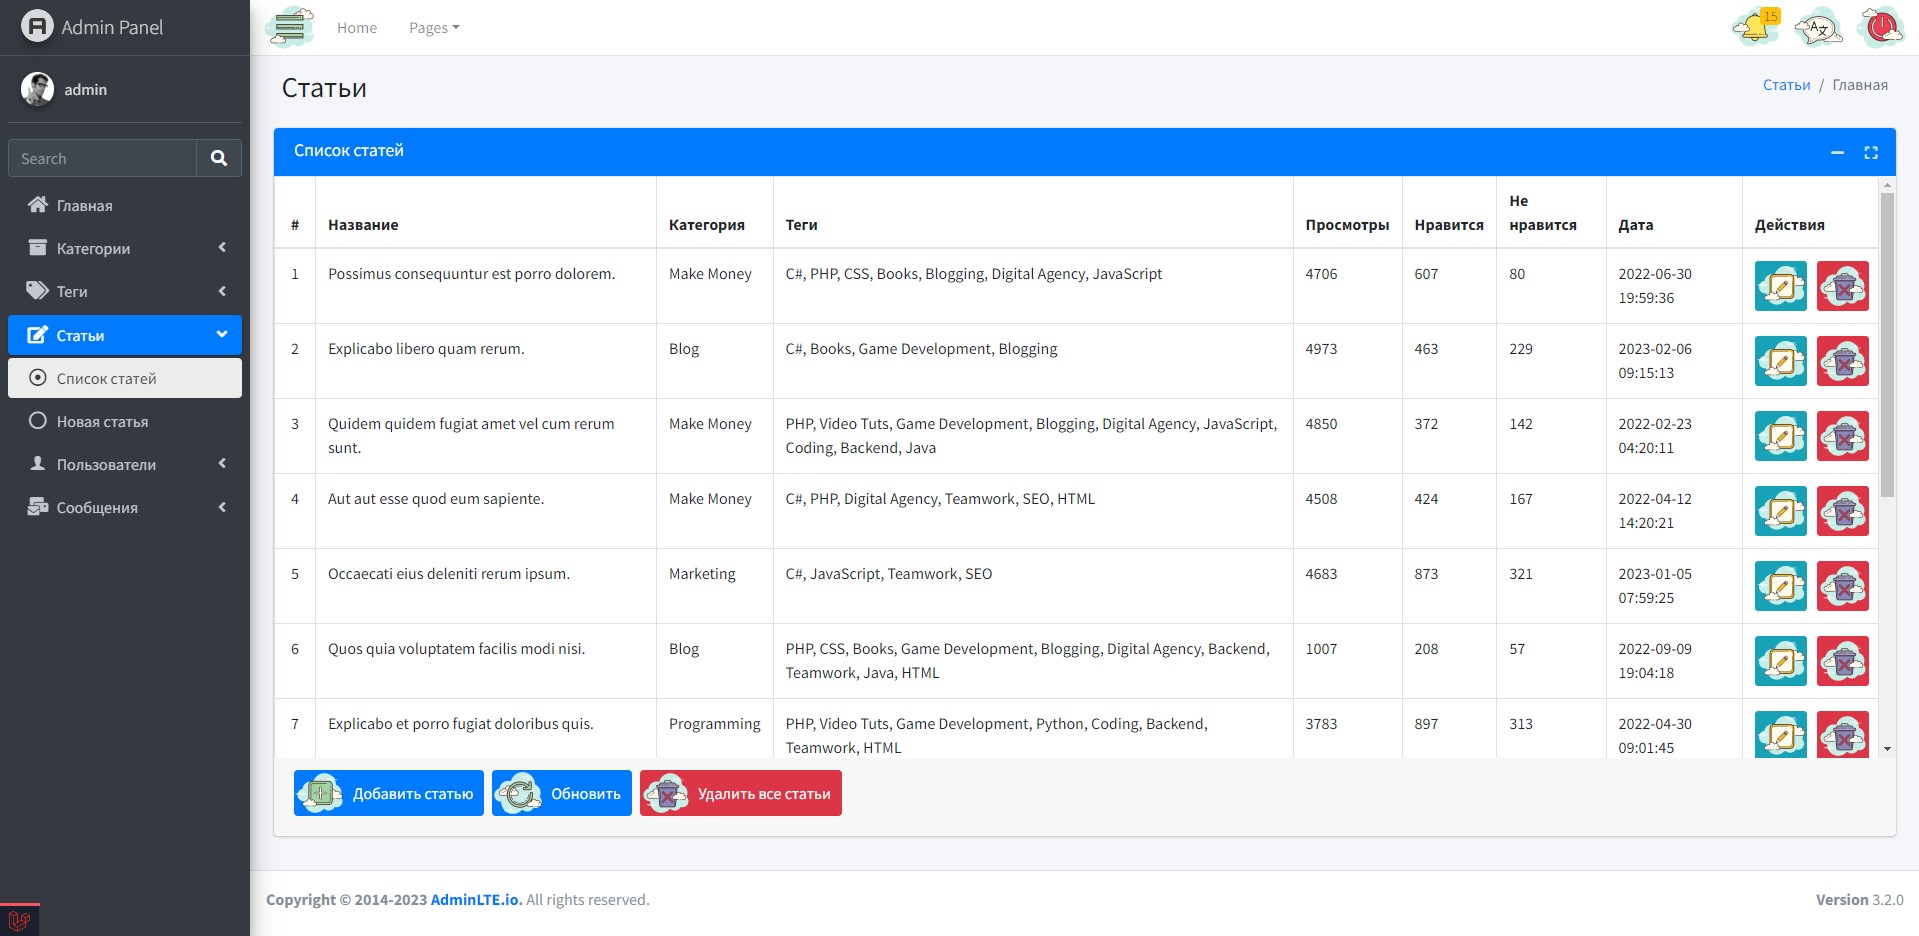 Admin Panel
Home
Pages
15
admin
Search
Главная
Категории
Теги
Статьи
Список статей
Новая статья
Пользователи
Сообщения
Статьи
Статьи / Главная
Список статей
# Название Категория Теги Просмотры Нравится Не нравится Дата Действия
1 Possimus consequuntur est porro dolorem. Make Money C#, PHP, CSS, Books, Blogging, Digital Agency, JavaScript 4706 607 80 2022-06-30
19:59:36
2 Explicabo libero quam rerum. Blog C#, Books, Game Development, Blogging 4973 463 229 2023-02-06
09:15:13
3 Quidem quidem fugiat amet vel cum rerum Make Money PHP, Video Tuts, Game Development, Blogging, Digital Agency, JavaScript, 4850 372 142 2022-02-23
sunt. Coding, Backend, Java 04:20:11
4 Aut aut esse quod eum sapiente. Make Money C#, PHP, Digital Agency, Teamwork, SEO, HTML 4508 424 167 2022-04-12
14:20:21
5 Occaecati eius deleniti rerum ipsum. Marketing C#, JavaScript, Teamwork, SEO 4683 873 321 2023-01-05
07:59:25
6 Quos quia voluptatem facilis modi nisi. Blog PHP, CSS, Books, Game Development, Blogging, Digital Agency, Backend, 1007 208 57 2022-09-09
Teamwork, Java, HTML 19:04:18
7 Explicabo et porro fugiat doloribus quis. Programming PHP, Video Tuts, Game Development, Python, Coding, Backend, 3783 897 313 2022-04-30
Teamwork, HTML 09:01:45
Добавить статью
Обновить
Удалить все статьи
Copyright © 2014-2023 AdminLTE.io. All rights reserved.
Version 3.2.0